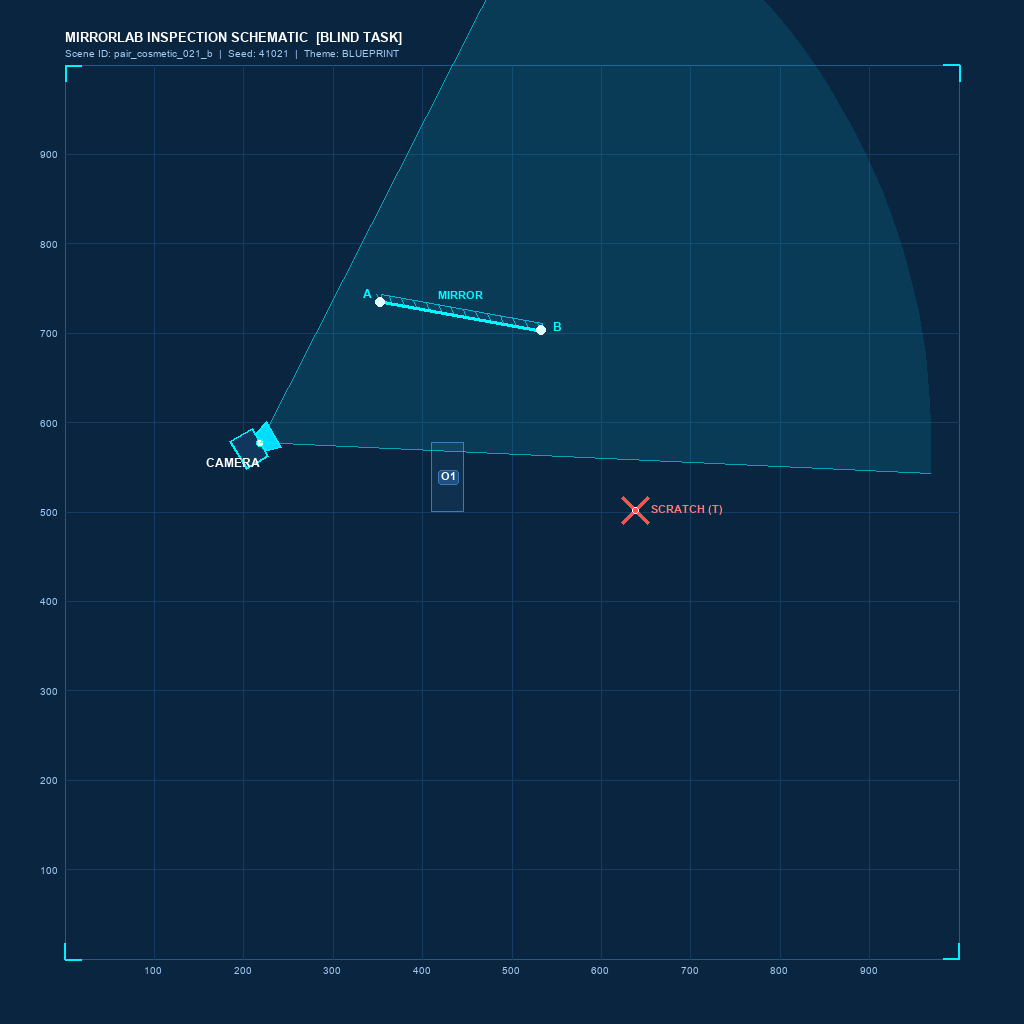 MIRRORLAB INSPECTION SCHEMATIC [BLIND TASK]
Scene ID: pair_cosmetic_021_b | Seed: 41021 | Theme: BLUEPRINT
900
800
A
MIRROR
B
700
600
CAMERA
O1
500
SCRATCH (T)
400
300
200
100
100 200 300 400 500 600 700 800 900